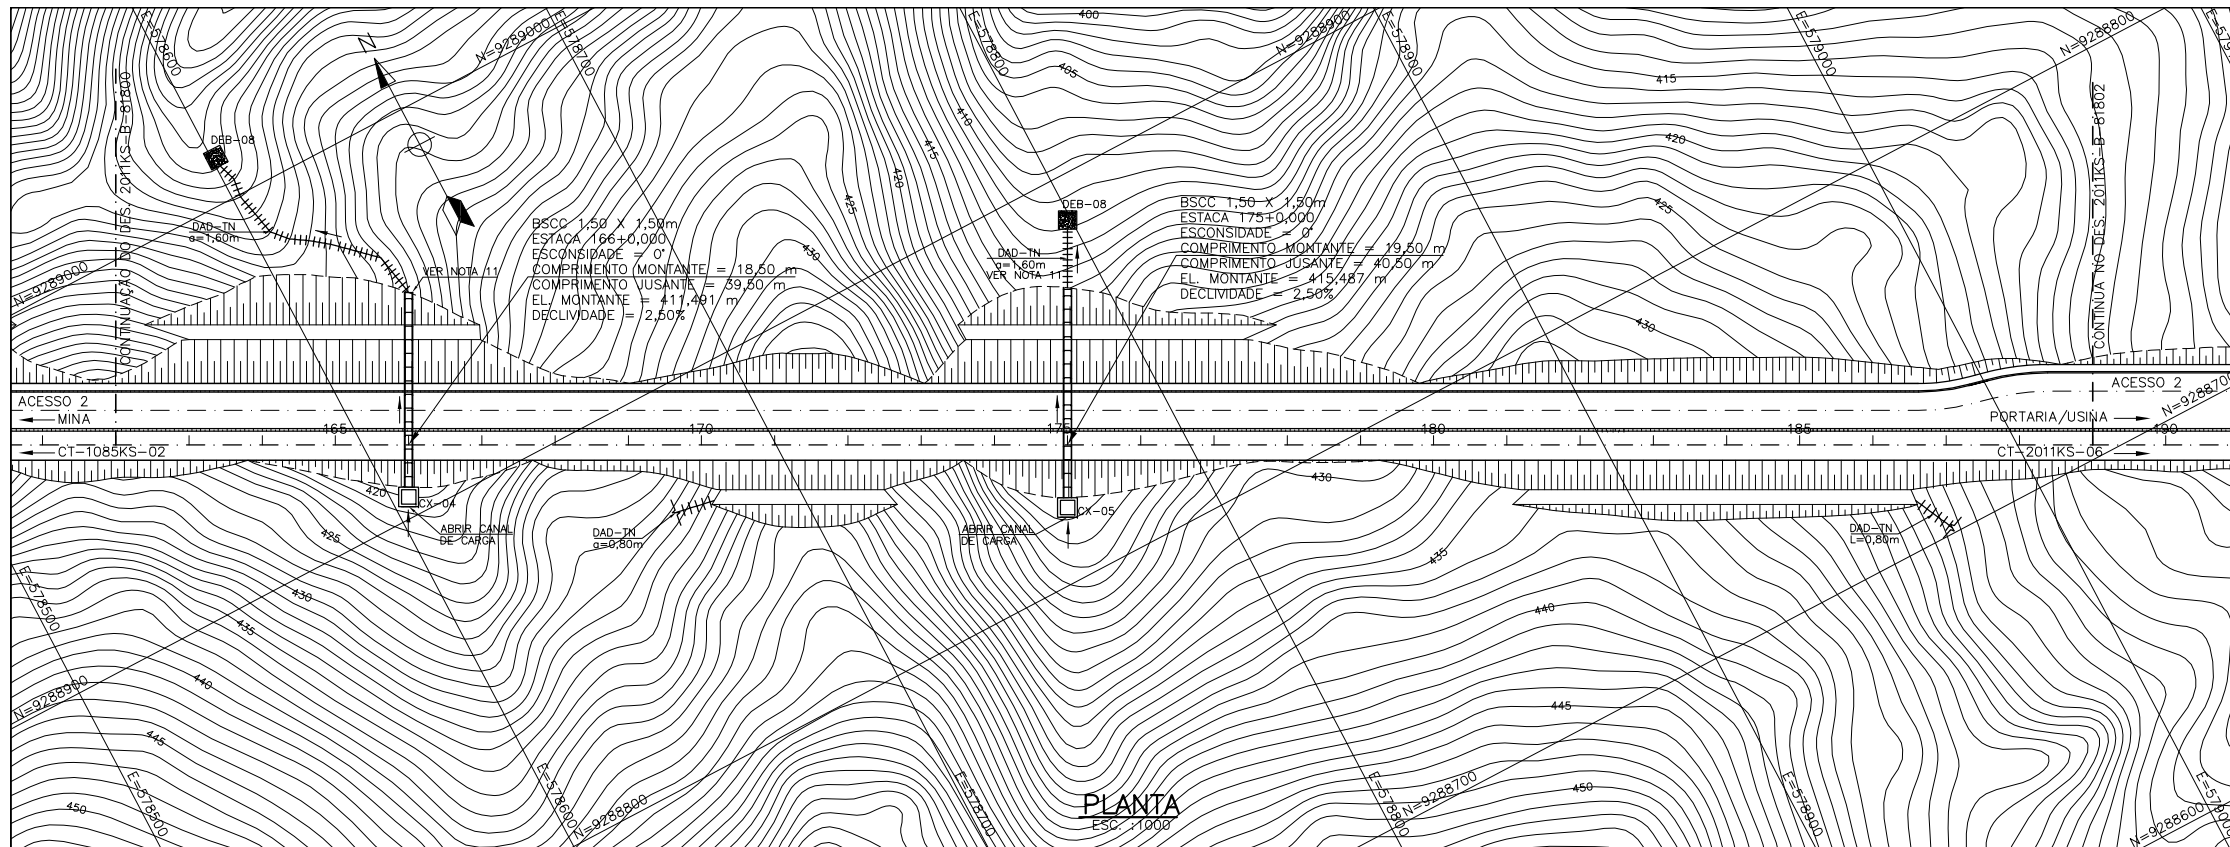 400
E=578600
N=9289000
E=578700
E=578800
N=9288900
E=578900
E=579000
N=9288800
N
405
415
410
DEB-08
CONTINUAÇÃO DO DES. 2011KS-B-81800
415
420
420
CONTINUA NO DES. 2011KS-B-81802
DAD-TN
a=1,60m
425
BSCC 1,50 X 1,50m
ESTACA 166+0,000
ESCONSIDADE = 0°
COMPRIMENTO MONTANTE = 18,50 m
COMPRIMENTO JUSANTE = 39,50 m
EL. MONTANTE = 411,491 m
DECLIVIDADE = 2,50%
VER NOTA 11
430
DEB-08
DAD-TN
a=1,60m
VER NOTA 11
BSCC 1,50 X 1,50m
ESTACA 175+0,000
ESCONSIDADE = 0°
COMPRIMENTO MONTANTE = 19,50 m
COMPRIMENTO JUSANTE = 40,50 m
EL. MONTANTE = 415,487 m
DECLIVIDADE = 2,50%
425
430
N=9289000
ACESSO 2
MINA
ACESSO 2
N=9288700
PORTARIA/USINA
165
170
175
180
185
190
CT-1085KS-02
CT-2011KS-06
420
CX-04
ABRIR CANAL
DE CARGA
DAD-TN
a=0,80m
ABRIR CANAL
DE CARGA
CX-05
430
DAD-TN
L=0,80m
425
435
E=578500
430
435
440
440
N=9288900
445
445
450
E=578500
E=578600
N=9288800
E=578700
PLANTA
ESC. :1000
E=578800
N=9288700
450
E=578900
N=9288600